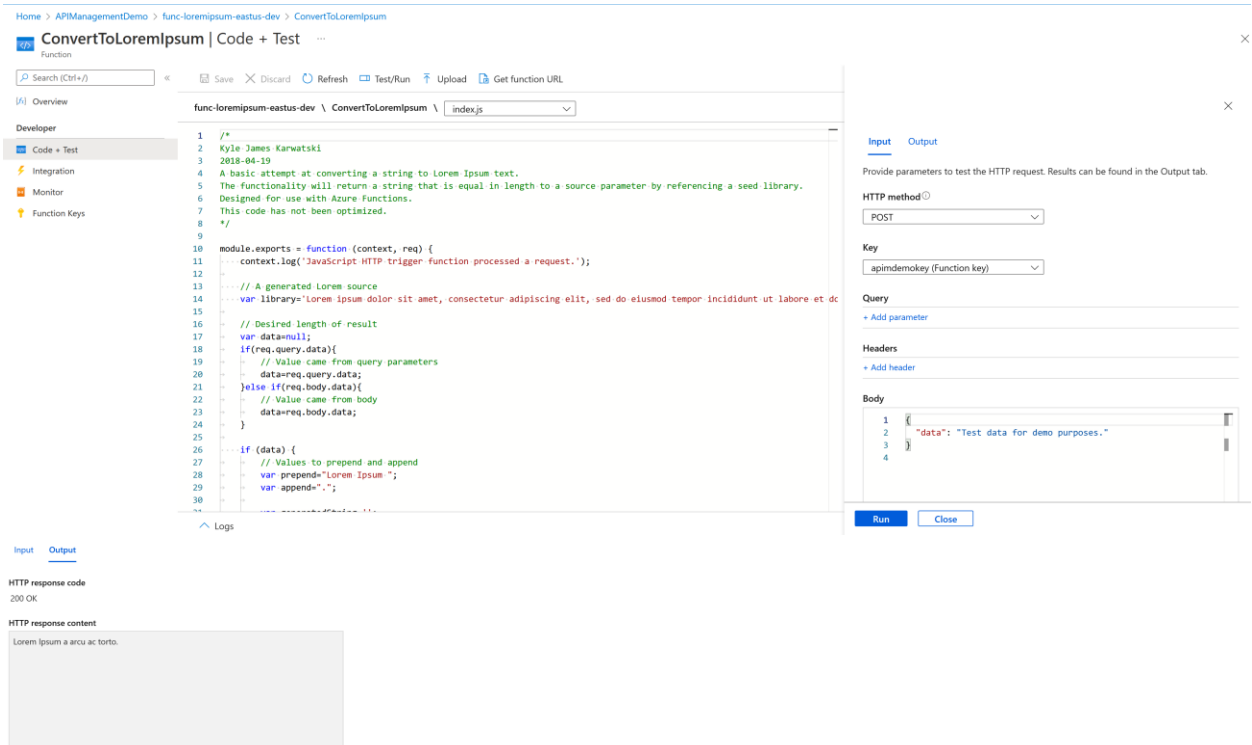 Home > APIManagementDemo > func-loremipsum-eastus-dev > ConvertToLoremIpsum
ConvertToLoremIpsum | Code + Test ...
Function
Search (Ctrl+/)
«
Overview
Developer
Code + Test
Integration
Monitor
Function Keys
Save Discard Refresh Test/Run Upload Get function URL
func-loremipsum-eastus-dev \ ConvertToLoremIpsum \ index.js
1 /*
2 Kyle James Karwatski
3 2018-04-19
4 A basic attempt at converting a string to Lorem Ipsum text.
5 The functionality will return a string that is equal in length to a source parameter by referencing a seed library.
6 Designed for use with Azure Functions.
7 This code has not been optimized.
8 */
9
10 module.exports = function (context, req) {
11 context.log('JavaScript HTTP trigger function processed a request.');
12
13 // A generated Lorem source
14 var library='Lorem ipsum dolor sit amet, consectetur adipiscing elit, sed do eiusmod tempor incididunt ut labore et do
15
16 // Desired length of result
17 var data=null;
18 if(req.query.data){
19 // Value came from query parameters
20 data=req.query.data;
21 }else if(req.body.data){
22 // Value came from body
23 data=req.body.data;
24 }
25
26 if (data) {
27 // Values to prepend and append
28 var prepend="Lorem Ipsum ";
29 var append=".";
30
Logs
Input Output
Provide parameters to test the HTTP request. Results can be found in the Output tab.
HTTP method
POST
Key
apimdemokey (Function key)
Query
+ Add parameter
Headers
+ Add header
Body
1 {
2 "data": "Test data for demo purposes."
3 }
4
Run Close
Input Output
HTTP response code
200 OK
HTTP response content
Lorem Ipsum a arcu ac torto.